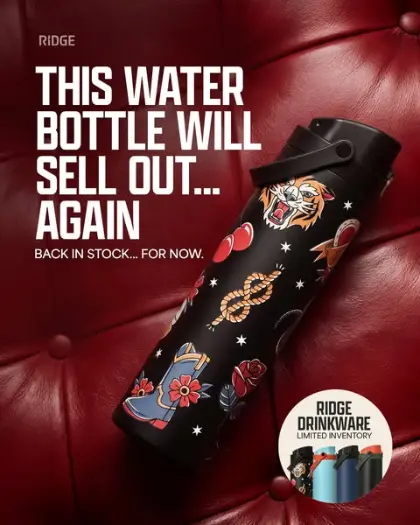 RIDGE
THIS WATER
BOTTLE WILL
SELL OUT...
AGAIN
BACK IN STOCK... FOR NOW.
RIDGE
DRINKWARE
LIMITED INVENTORY